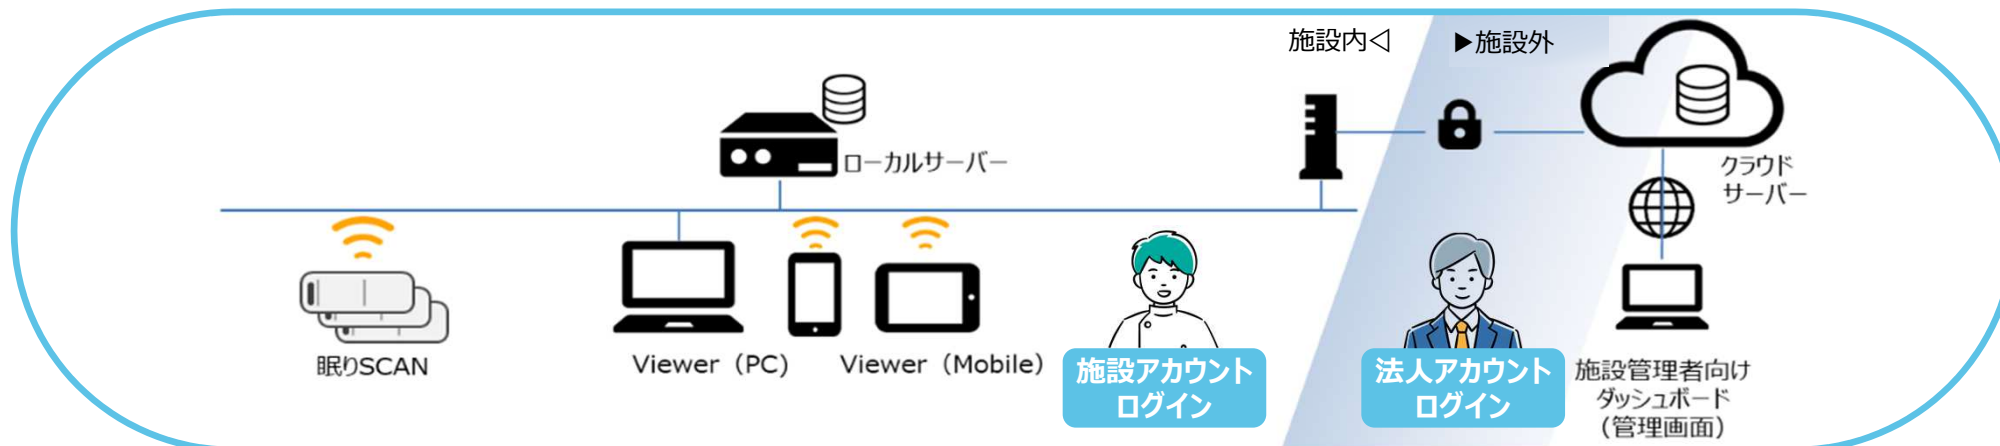 施設内◁ ▶施設外
ローカルサーバー
クラウド
サーバー
眠りSCAN
Viewer（PC)
Viewer（Mobile）
施設アカウント
ログイン
法人アカウント
ログイン
施設管理者向け
ダッシュボード
（管理画面）